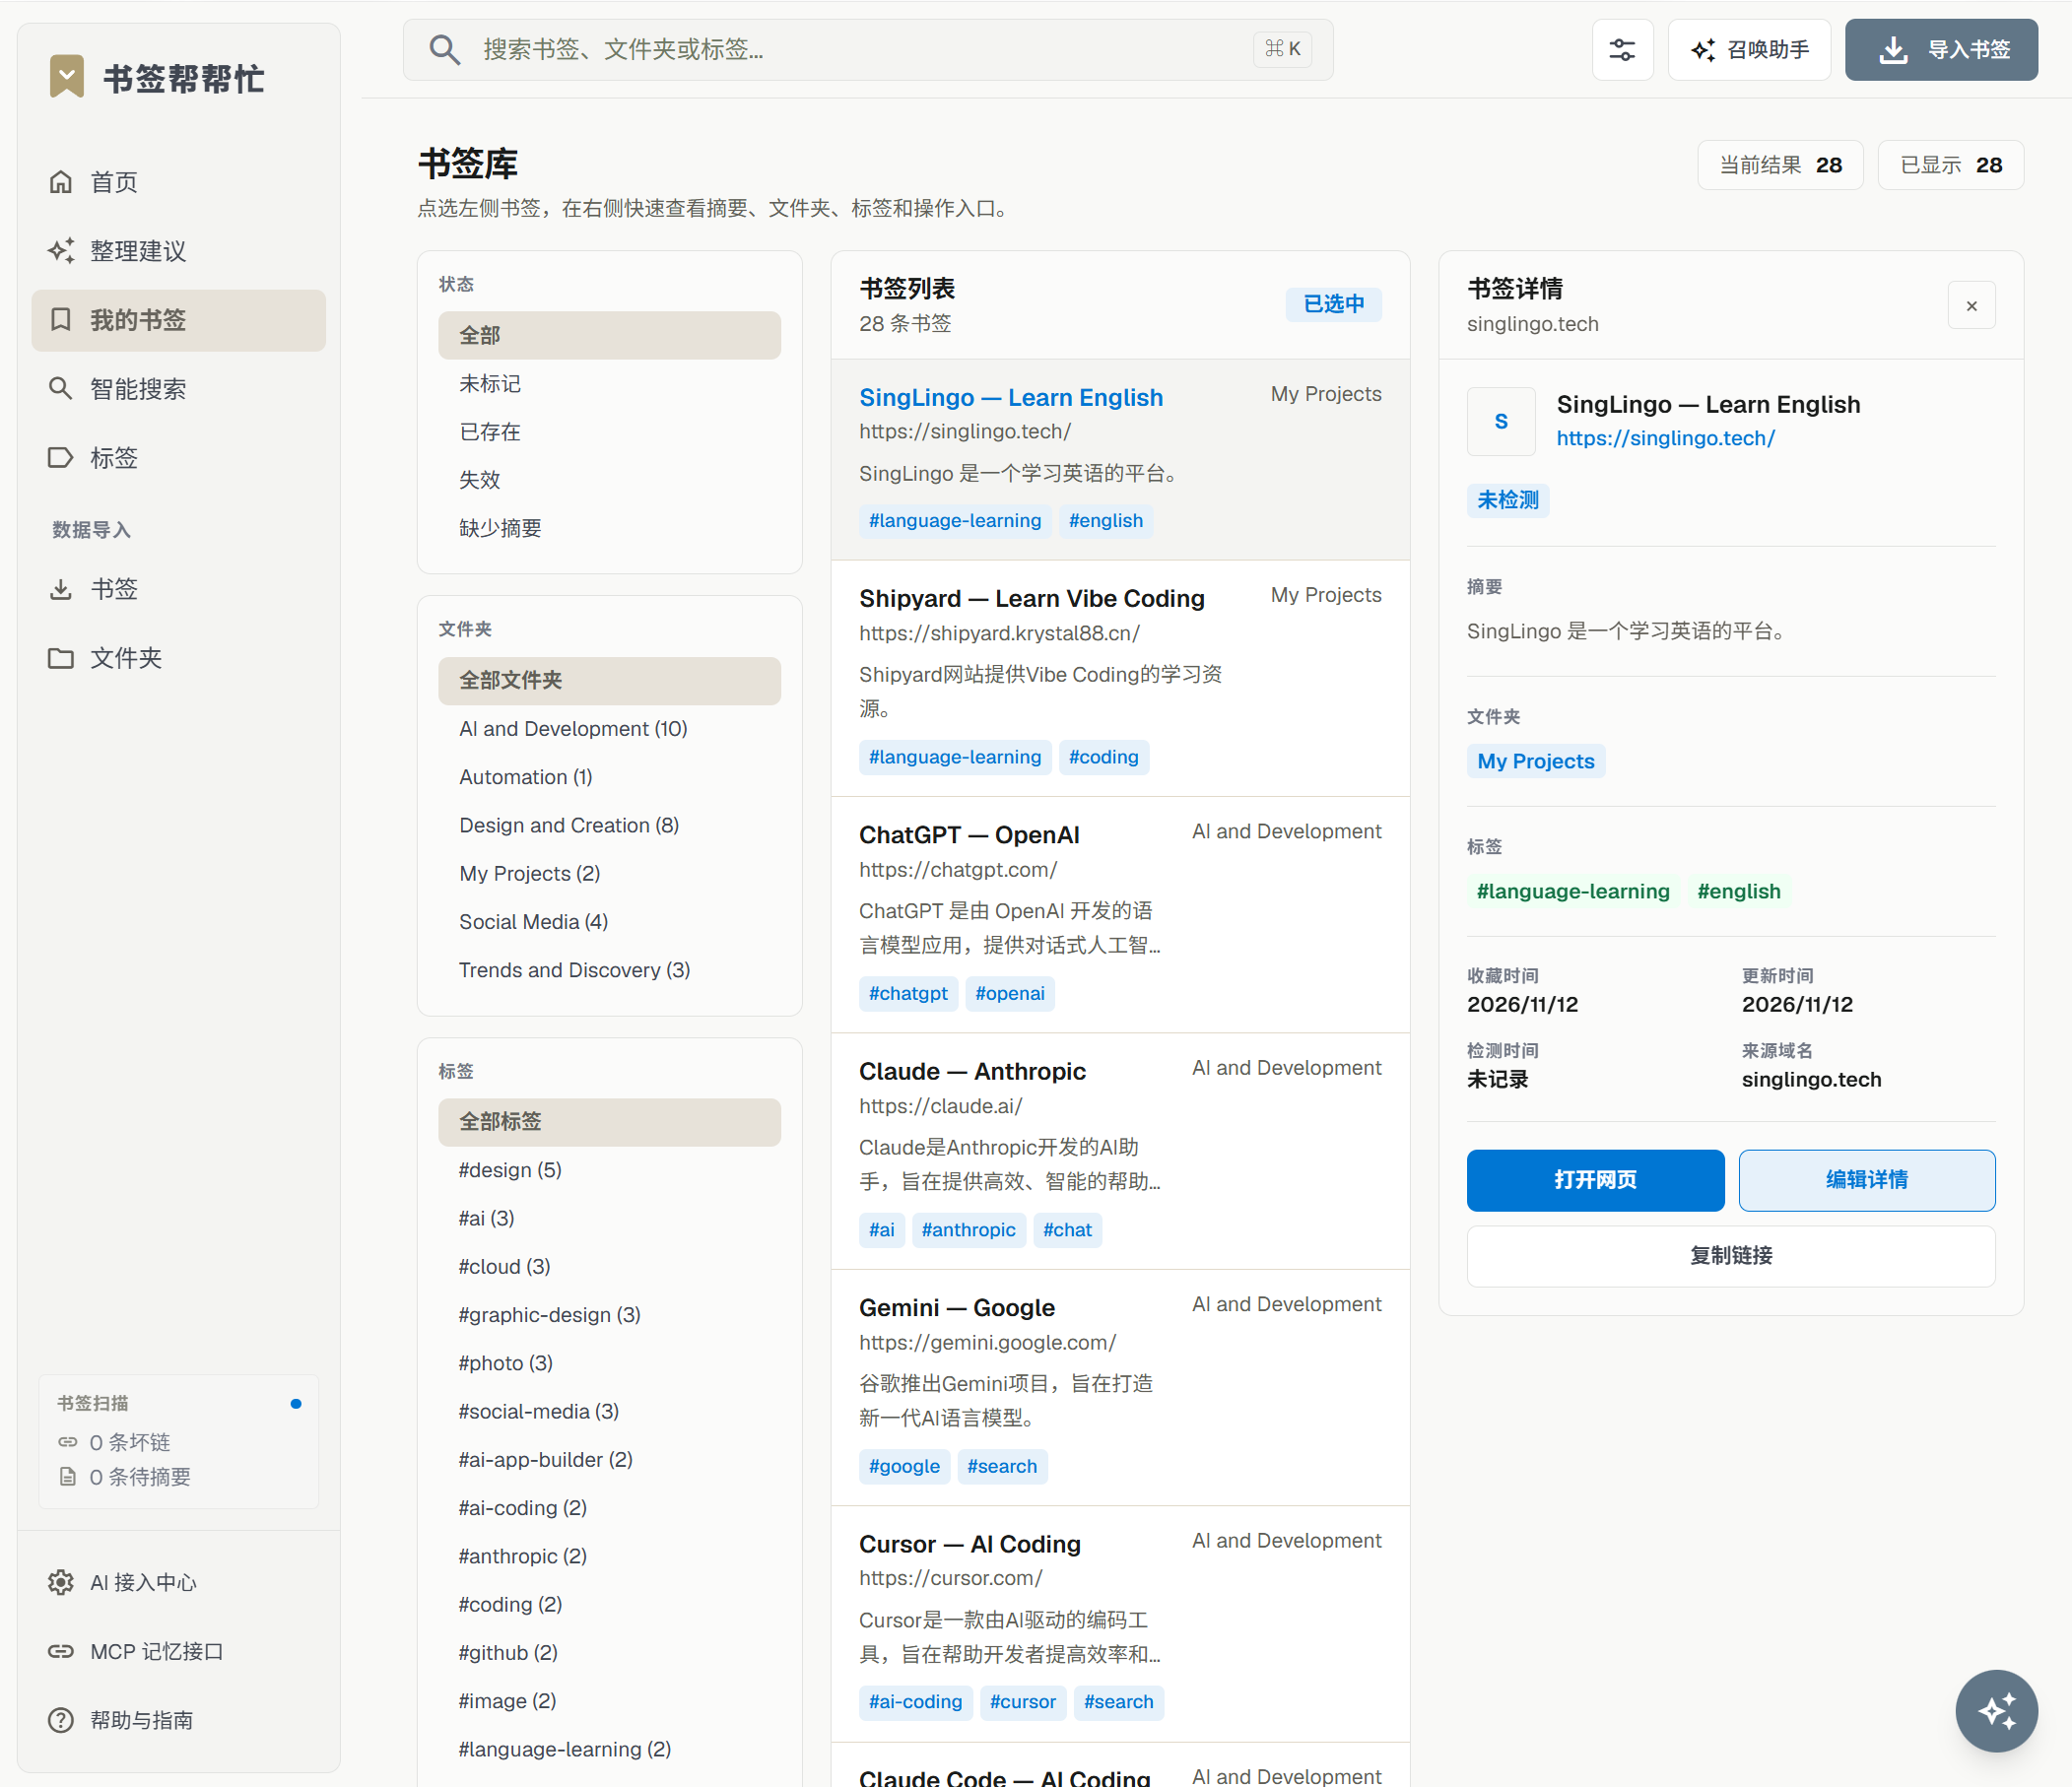 书签帮帮忙
首页
整理建议
我的书签
智能搜索
标签
数据导入
书签
文件夹
书签扫描
0 条坏链
0 条待摘要
AI 接入中心
MCP 记忆接口
帮助与指南
搜索书签、文件夹或标签...
⌘ K
召唤助手
导入书签
书签库
点选左侧书签，在右侧快速查看摘要、文件夹、标签和操作入口。
当前结果 28
已显示 28
状态
全部
未标记
已存在
失效
缺少摘要
文件夹
全部文件夹
AI and Development (10)
Automation (1)
Design and Creation (8)
My Projects (2)
Social Media (4)
Trends and Discovery (3)
标签
全部标签
#design (5)
#ai (3)
#cloud (3)
#graphic-design (3)
#photo (3)
#social-media (3)
#ai-app-builder (2)
#ai-coding (2)
#anthropic (2)
#coding (2)
#github (2)
#image (2)
#language-learning (2)
书签列表
28 条书签
已选中
SingLingo — Learn English
My Projects
https://singlingo.tech/
SingLingo 是一个学习英语的平台。
#language-learning #english
Shipyard — Learn Vibe Coding
My Projects
https://shipyard.krystal88.cn/
Shipyard网站提供Vibe Coding的学习资
源。
#language-learning #coding
ChatGPT — OpenAI
AI and Development
https://chatgpt.com/
ChatGPT 是由 OpenAI 开发的语
言模型应用，提供对话式人工智...
#chatgpt #openai
Claude — Anthropic
AI and Development
https://claude.ai/
Claude是Anthropic开发的AI助
手，旨在提供高效、智能的帮助...
#ai #anthropic #chat
Gemini — Google
AI and Development
https://gemini.google.com/
谷歌推出Gemini项目，旨在打造
新一代AI语言模型。
#google #search
Cursor — AI Coding
AI and Development
https://cursor.com/
Cursor是一款由AI驱动的编码工
具，旨在帮助开发者提高效率和...
#ai-coding #cursor #search
Claude Code — AI Coding
AI and Development
书签详情
singlingo.tech
×
S
SingLingo — Learn English
https://singlingo.tech/
未检测
摘要
SingLingo 是一个学习英语的平台。
文件夹
My Projects
标签
#language-learning #english
收藏时间
2026/11/12
更新时间
2026/11/12
检测时间
未记录
来源域名
singlingo.tech
打开网页
编辑详情
复制链接